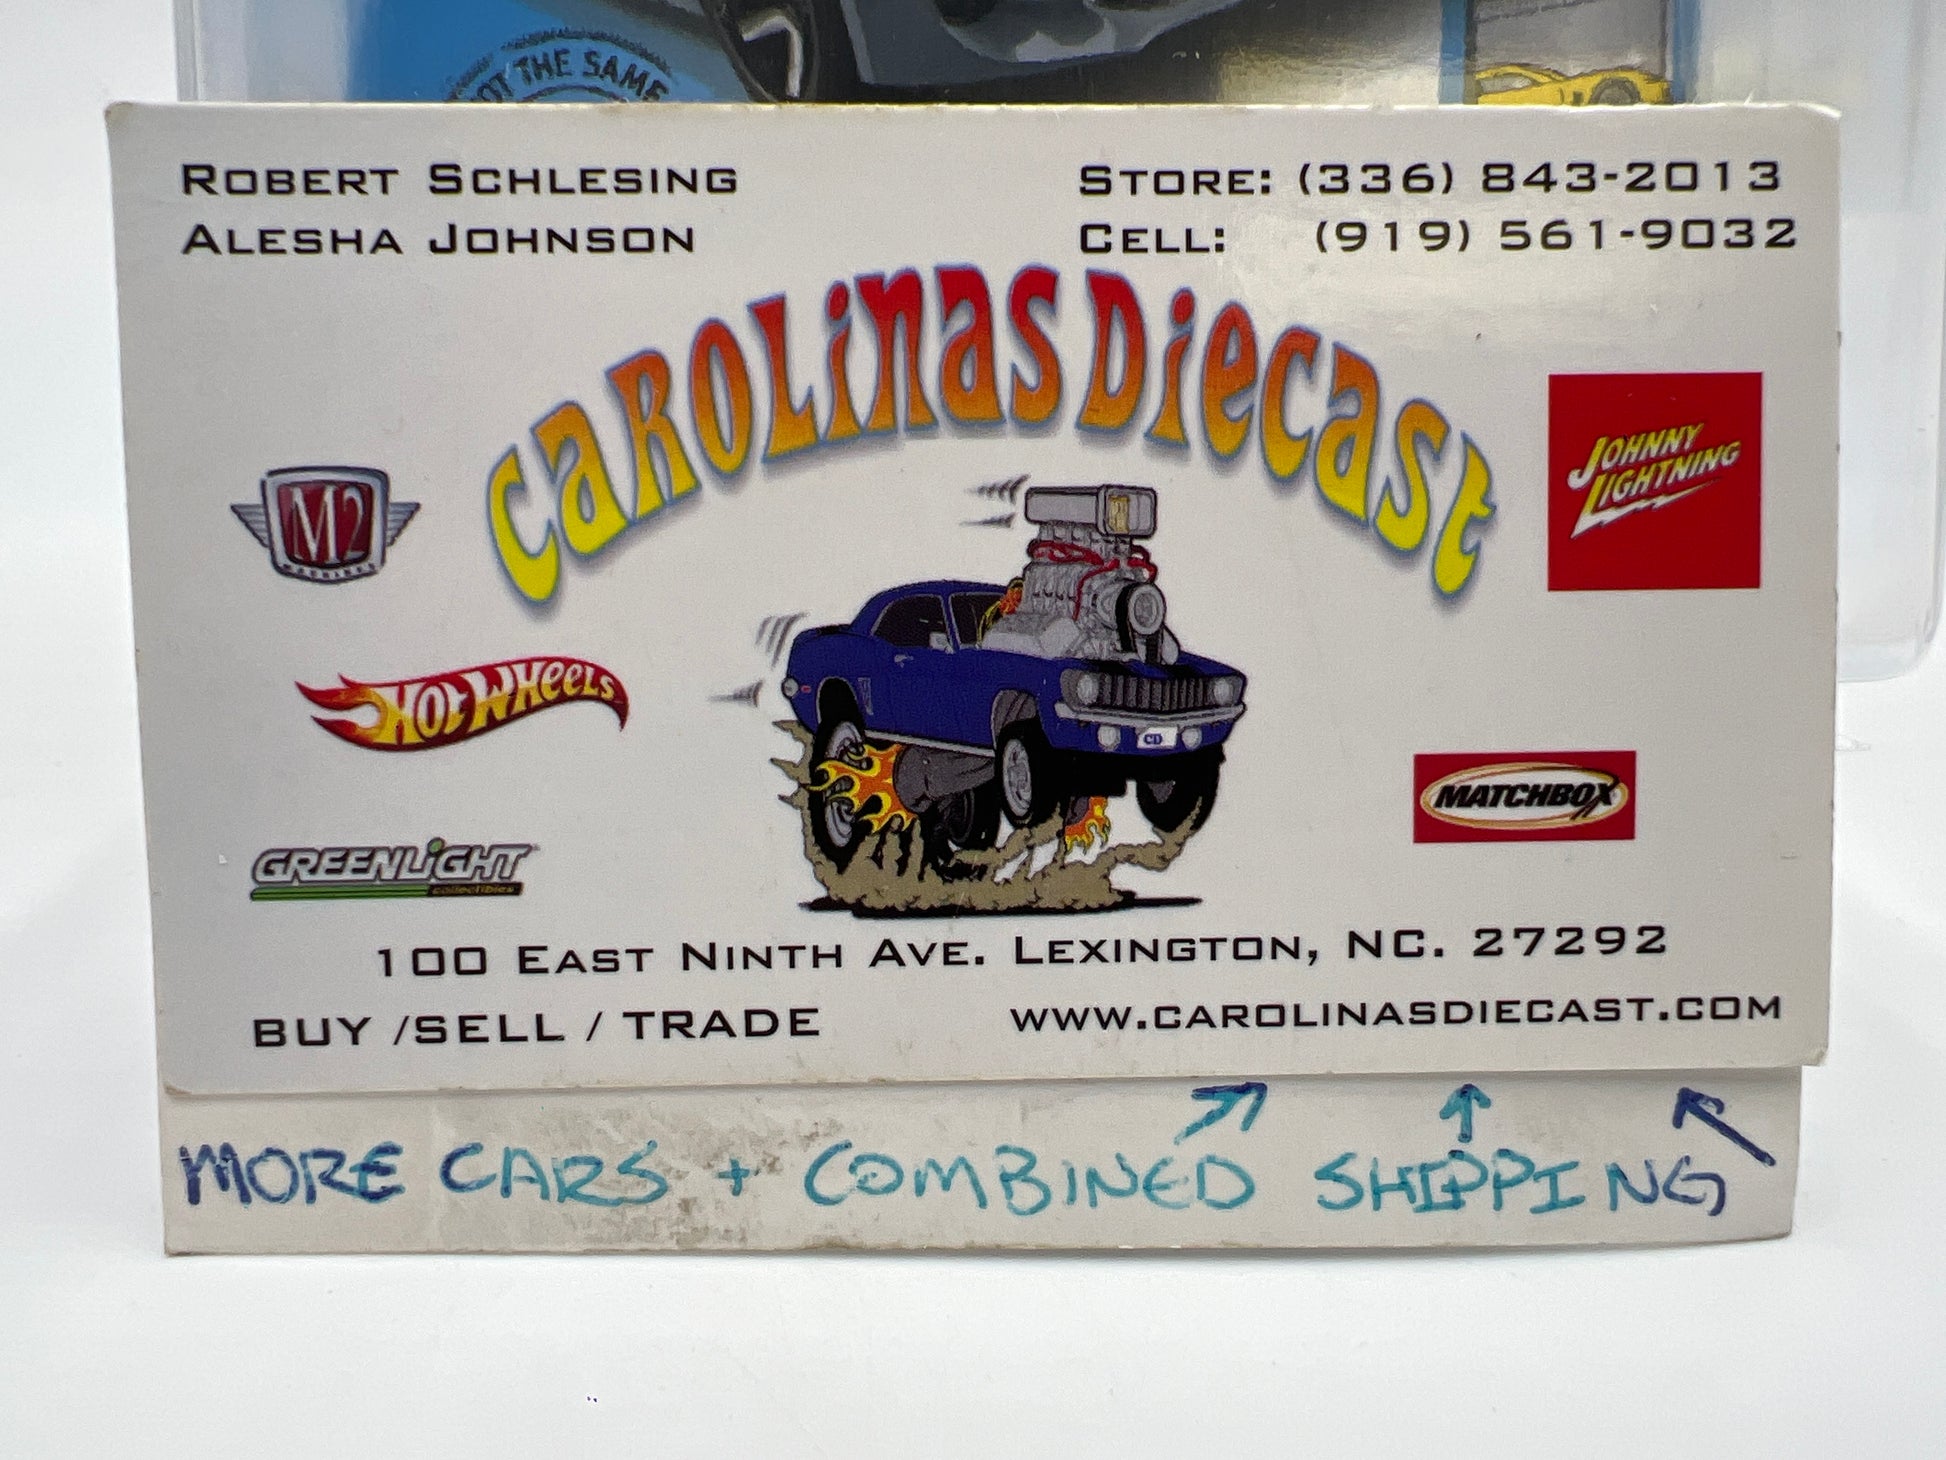 NOT THE SAME
ROBERT SCHLESING
ALESHA JOHNSON
STORE: (336) 843-2013
CELL: (919) 561-9032
CAROLINAS DIECAST
M2
MACHINES
JOHNNY
LIGHTNING
HOT WHEELS
CD
MATCHBOX
GREENLIGHT
collectibles
100 EAST NINTH AVE. LEXINGTON, NC. 27292
BUY /SELL / TRADE
WWW.CAROLINASDIECAST.COM
MORE CARS + COMBINED SHIPPING